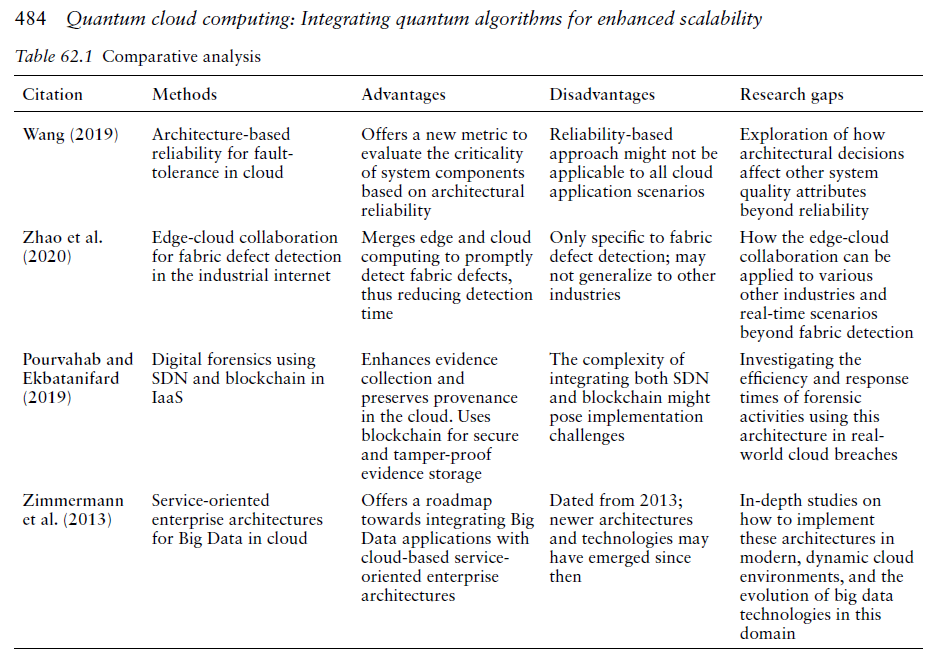 484 Quantum cloud computing: Integrating quantum algorithms for enhanced scalability
Table 62.1 Comparative analysis
Citation Methods Advantages Disadvantages Research gaps
Wang (2019) Architecture-based Offers a new metric to Reliability-based Exploration of how
reliability for fault- evaluate the criticality approach might not be architectural decisions
tolerance in cloud of system components applicable to all cloud affect other system
based on architectural application scenarios quality attributes
reliability beyond reliability
Zhao et al. Edge-cloud collaboration Merges edge and cloud Only specific to fabric How the edge-cloud
(2020) for fabric defect detection computing to promptly defect detection; may collaboration can be
in the industrial internet detect fabric defects, not generalize to other applied to various
thus reducing detection industries other industries and
time real-time scenarios
beyond fabric detection
Pourvahab and Digital forensics using Enhances evidence The complexity of Investigating the
Ekbatanifard SDN and blockchain in collection and integrating both SDN efficiency and response
(2019) IaaS preserves provenance and blockchain might times of forensic
in the cloud. Uses pose implementation activities using this
blockchain for secure challenges architecture in real-
and tamper-proof world cloud breaches
evidence storage
Zimmermann Service-oriented Offers a roadmap Dated from 2013; In-depth studies on
et al. (2013) enterprise architectures towards integrating Big newer architectures how to implement
for Big Data in cloud Data applications with and technologies may these architectures in
cloud-based service- have emerged since modern, dynamic cloud
oriented enterprise then environments, and the
architectures evolution of big data
technologies in this
domain